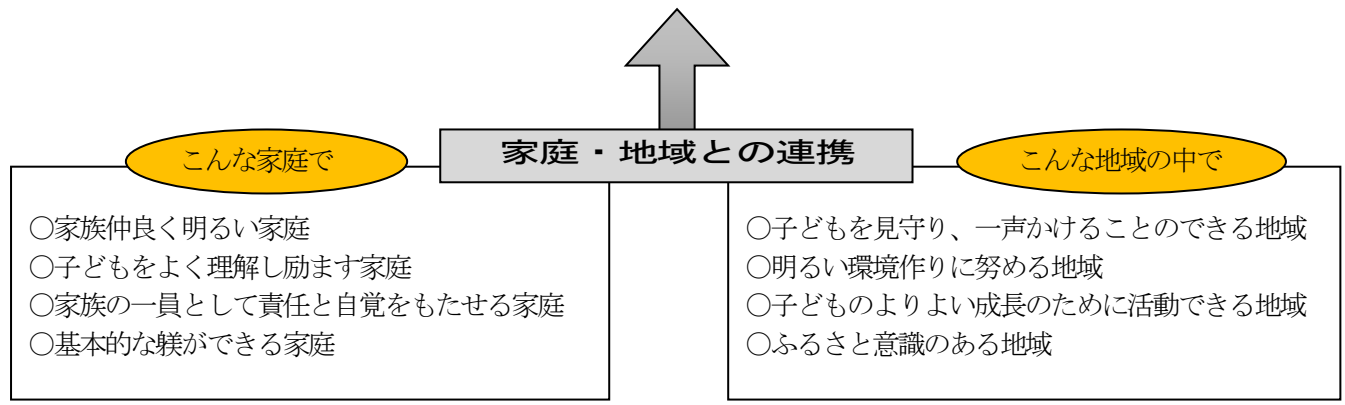 家庭・地域との連携
こんな家庭で
○家族仲良く明るい家庭
○子どもをよく理解し励ます家庭
○家族の一員として責任と自覚をもたせる家庭
○基本的な躾ができる家庭
こんな地域の中で
○子どもを見守り、一声かけることのできる地域
○明るい環境作りに努める地域
○子どものよりよい成長のために活動できる地域
○ふるさと意識のある地域